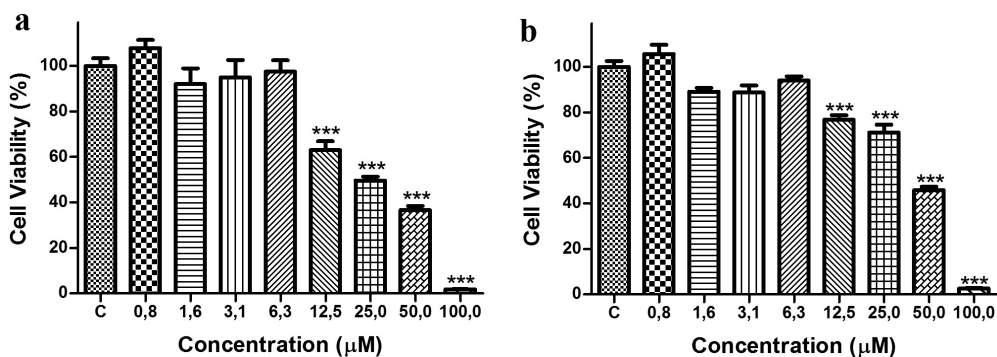 a
Cell Viability (%)
100
80
60
40
20
0
***
***
***
***
C 0,8 1,6 3,1 6,3 12,5 25,0 50,0 100,0
Concentration (µM)
b
Cell Viability (%)
100
80
60
40
20
0
***
***
***
***
C 0,8 1,6 3,1 6,3 12,5 25,0 50,0 100,0
Concentration (µM)